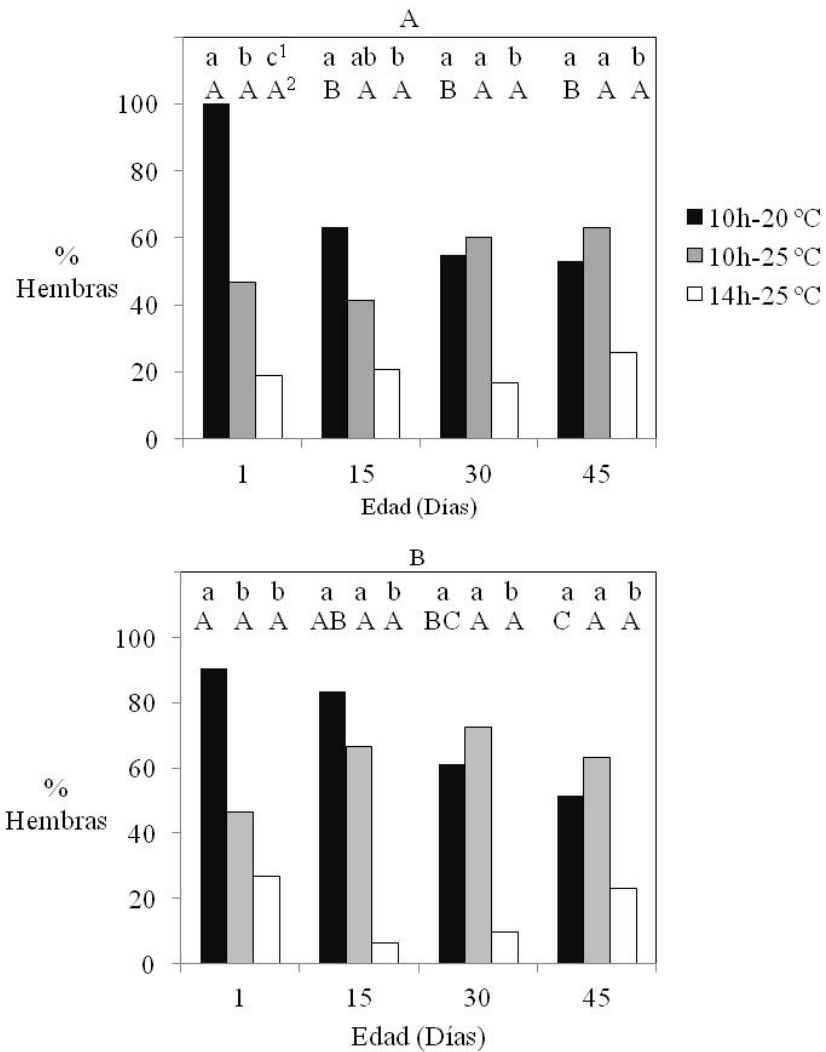 A
a b c¹ a ab b a a b a a b
A A A² B A A B A A B A A
100
80
60
40
20
0
%
Hembras
10h-20 °C
10h-25 °C
14h-25 °C
1 15 30 45
Edad (Días)
B
a b b a a b a a b a a b
A A A AB A A BC A A C A A
100
80
60
40
20
0
%
Hembras
1 15 30 45
Edad (Días)